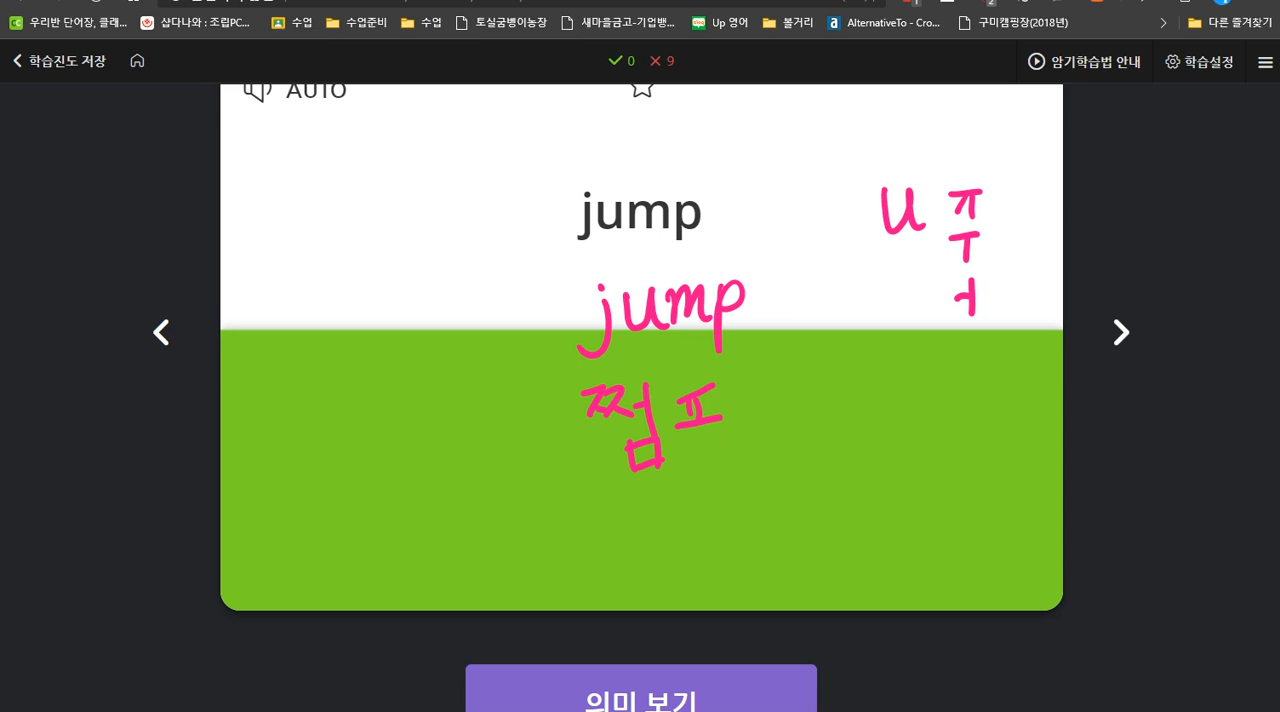 우리반 단어장, 클래... 샵다나와 : 조립PC... 수업 수업준비 수업 토실굼벵이농장 새마을금고-기업뱅... Up 영어 볼거리 AlternativeTo - Cro... 구미캠핑장(2018년) 다른 즐겨찾기
학습진도 저장 0 9 암기학습법 안내 학습설정
AUTO
jump
u ㅠ
ㅜ
ㅓ
jump
쩜프
의미 보기